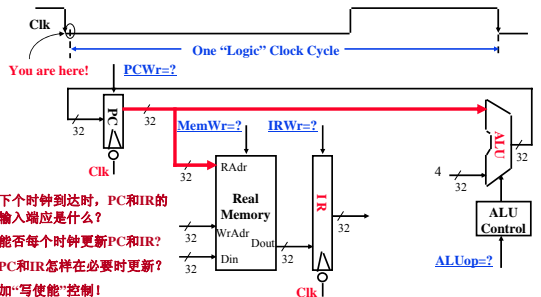 Clk
One “Logic” Clock Cycle
You are here!
PCWr=?
PC
32
32
Clk
MemWr=?
IRWr=?
ALU
32
4
32
32
RAdr
Real
Memory
WrAdr
Din
Dout
32
32
32
IR
32
Clk
ALU
Control
ALUop=?
下个时钟到达时，PC和IR的
输入端应是什么？
能否每个时钟更新PC和IR?
PC和IR怎样在必要时更新？
加“写使能”控制！